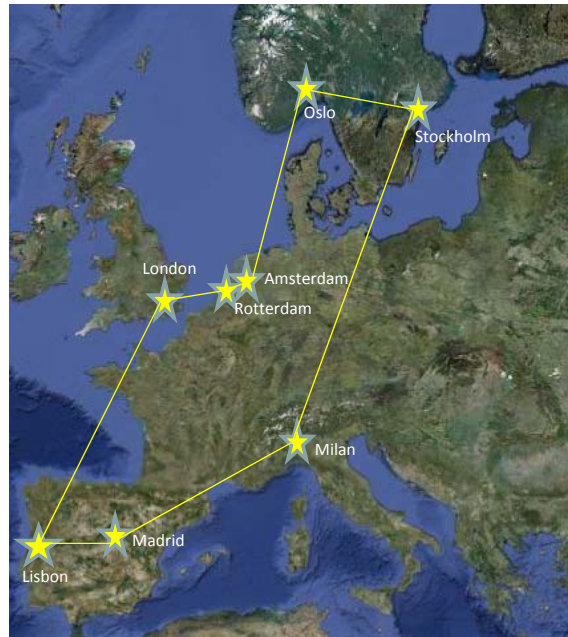 Oslo
Stockholm
London
Amsterdam
Rotterdam
Milan
Madrid
Lisbon